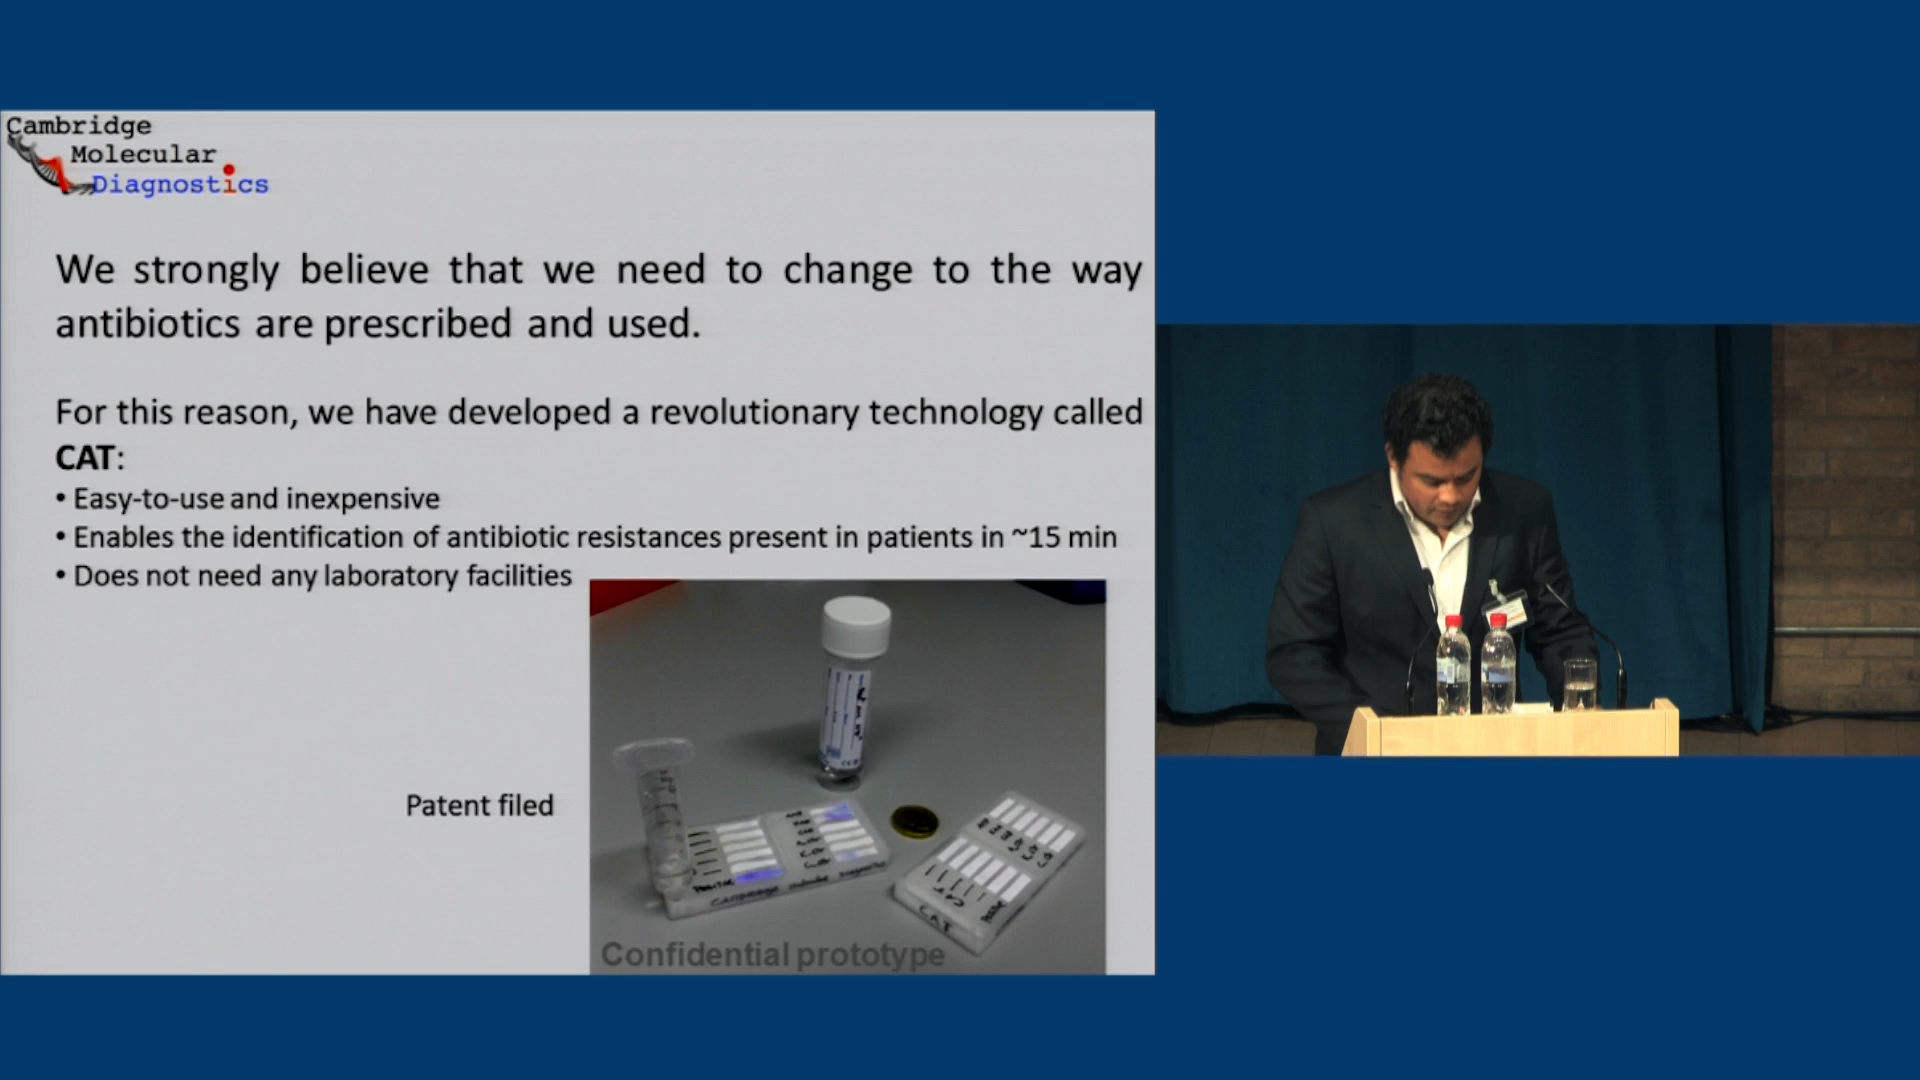 Cambridge
Molecular
Diagnostics
We strongly believe that we need to change to the way
antibiotics are prescribed and used.
For this reason, we have developed a revolutionary technology called
CAT:
• Easy-to-use and inexpensive
• Enables the identification of antibiotic resistances present in patients in ~15 min
• Does not need any laboratory facilities
Patent filed
CAT
Confidential prototype